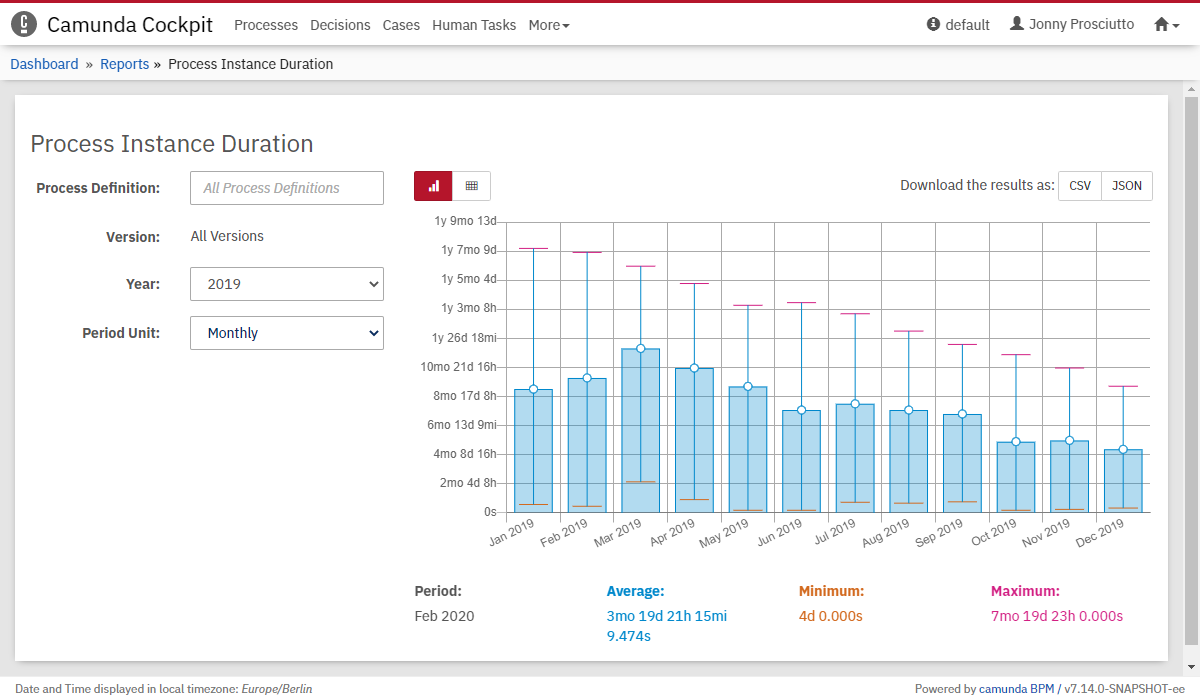 Camunda Cockpit Processes Decisions Cases Human Tasks More default Jonny Prosciutto
Dashboard » Reports » Process Instance Duration
Process Instance Duration
Process Definition: All Process Definitions
Download the results as: CSV JSON
Version: All Versions
Year: 2019
Period Unit: Monthly
1y 9mo 13d
1y 7mo 9d
1y 5mo 4d
1y 3mo 8h
1y 26d 18mi
10mo 21d 16h
8mo 17d 8h
6mo 13d 9mi
4mo 8d 16h
2mo 4d 8h
0s
Jan 2019 Feb 2019 Mar 2019 Apr 2019 May 2019 Jun 2019 Jul 2019 Aug 2019 Sep 2019 Oct 2019 Nov 2019 Dec 2019
Period: Average: Minimum: Maximum:
Feb 2020 3mo 19d 21h 15mi 4d 0.000s 7mo 19d 23h 0.000s
9.474s
Date and Time displayed in local timezone: Europe/Berlin Powered by camunda BPM / v7.14.0-SNAPSHOT-ee